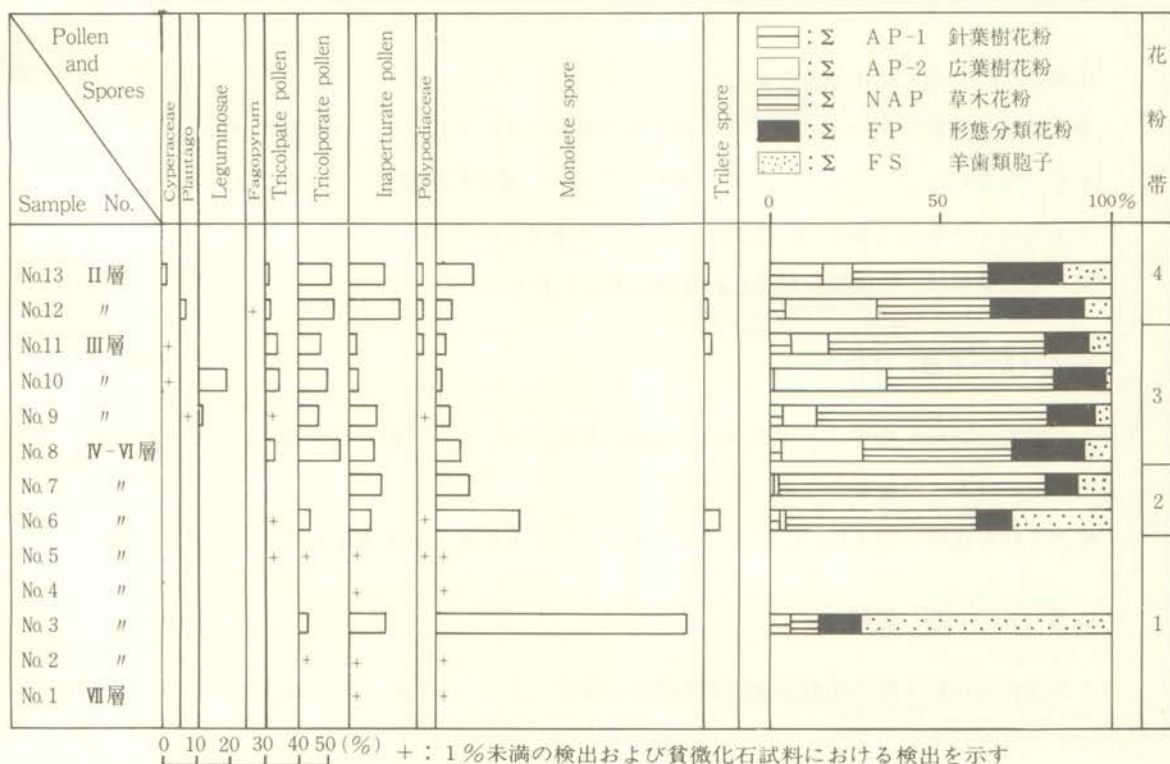 Pollen and Spores
Sample No.
Cyperaceae
Plantago
Leguminosae
Fagopyrum
Tricolpate pollen
Tricolporate pollen
Inaperturate pollen
Polypodiaceae
Monolete spore
Trilete spore
: Σ AP-1 針葉樹花粉
: Σ AP-2 広葉樹花粉
: Σ NAP 草木花粉
: Σ FP 形態分類花粉
: Σ FS 羊歯類胞子
0 50 100%
花粉帯
No.13 II層 4
No.12 〃 +
No.11 III層 +
No.10 〃 + 3
No.9 〃 + + +
No.8 IV-VI層
No.7 〃 2
No.6 〃 + +
No.5 〃 + + + + +
No.4 〃 + +
No.3 〃 1
No.2 〃 + + +
No.1 VII層 + +
0 10 20 30 40 50 (%)
+:1%未満の検出および貧微化石試料における検出を示す